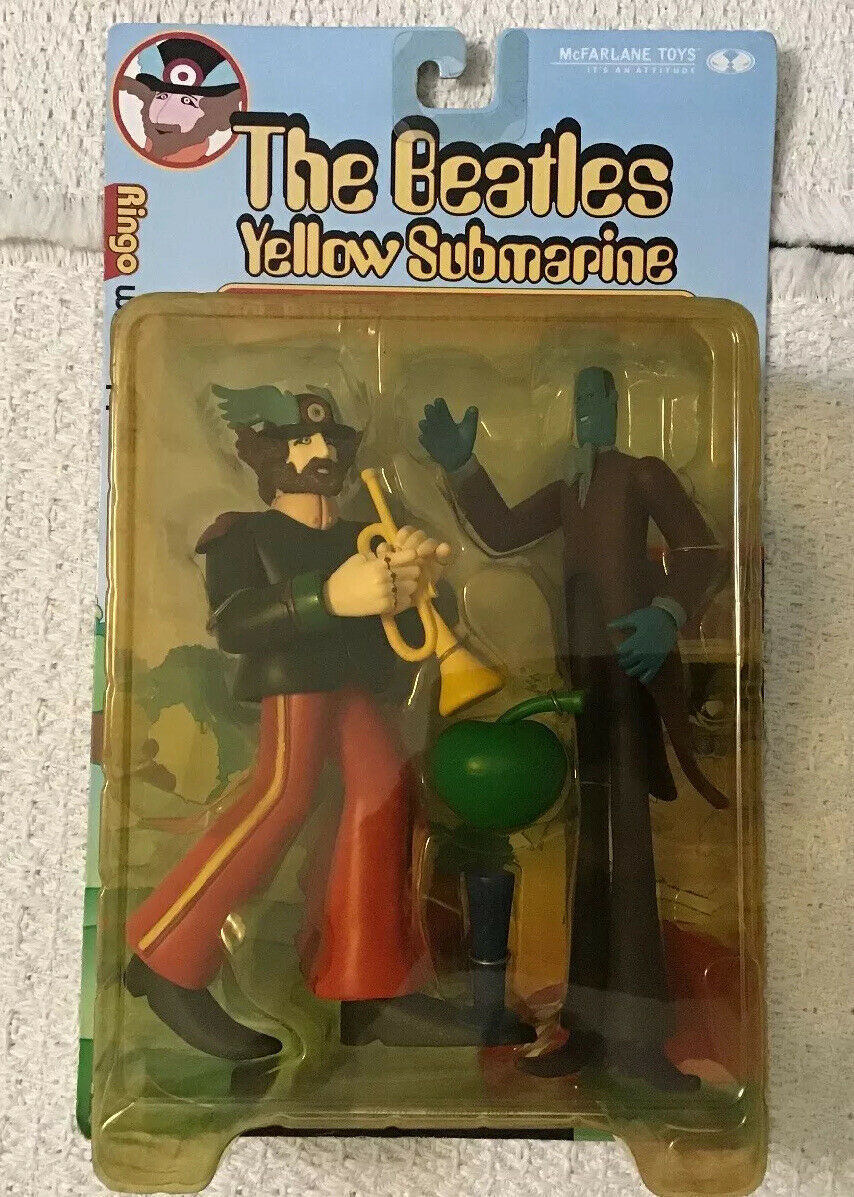 McFARLANE TOYS
IT'S AN ATTITUDE
The Beatles
Yellow Submarine
Ringo